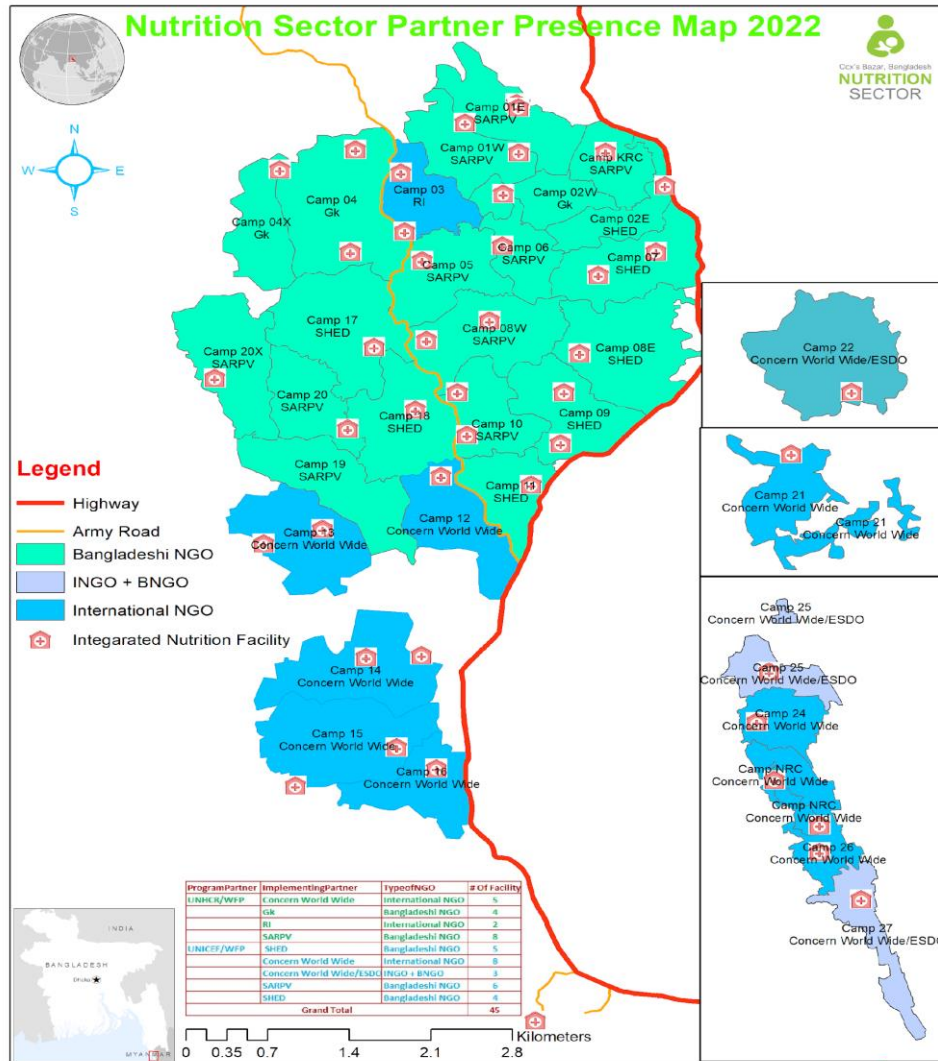 Nutrition Sector Partner Presence Map 2022
Cox's Bazar, Bangladesh
NUTRITION
SECTOR
N
W
E
S
Camp 01E
SARPV
Camp 01W
SARPV
Camp KRC
SARPV
Camp 03
RI
Camp 04
Gk
Camp 04X
Gk
Camp 02W
Gk
Camp 02E
SHED
Camp 05
SARPV
Camp 06
SARPV
Camp 07
SHED
Camp 17
SHED
Camp 08W
SARPV
Camp 08E
SHED
Camp 20X
SARPV
Camp 20
SARPV
Camp 18
SHED
Camp 10
SARPV
Camp 09
SHED
Camp 19
SARPV
Camp 11
SHED
Camp 12
Concern World Wide
Camp 13
Concern World Wide
Camp 14
Concern World Wide
Camp 15
Concern World Wide
Camp 16
Concern World Wide
Camp 22
Concern World Wide/ESDO
Camp 21
Concern World Wide
Camp 21
Concern World Wide
Camp 25
Concern World Wide/ESDO
Camp 25
Concern World Wide/ESDO
Camp 24
Concern World Wide
Camp NRC
Concern World Wide
Camp NRC
Concern World Wide
Camp 26
Concern World Wide
Camp 27
Concern World Wide/ESDO
Legend
Highway
Army Road
Bangladeshi NGO
INGO + BNGO
International NGO
Integarated Nutrition Facility
ProgramPartner ImplementingPartner TypeofNGO # Of Facility
UNHCR/WFP Concern World Wide International NGO 5
Gk Bangladeshi NGO 4
RI International NGO 2
SARPV Bangladeshi NGO 8
UNICEF/WFP SHED Bangladeshi NGO 5
Concern World Wide International NGO 8
Concern World Wide/ESDO INGO + BNGO 3
SARPV Bangladeshi NGO 6
SHED Bangladeshi NGO 4
Grand Total 45
Kilometers
0 0.35 0.7 1.4 2.1 2.8
INDIA
BANGLADESH
Dhaka
MYANMAR